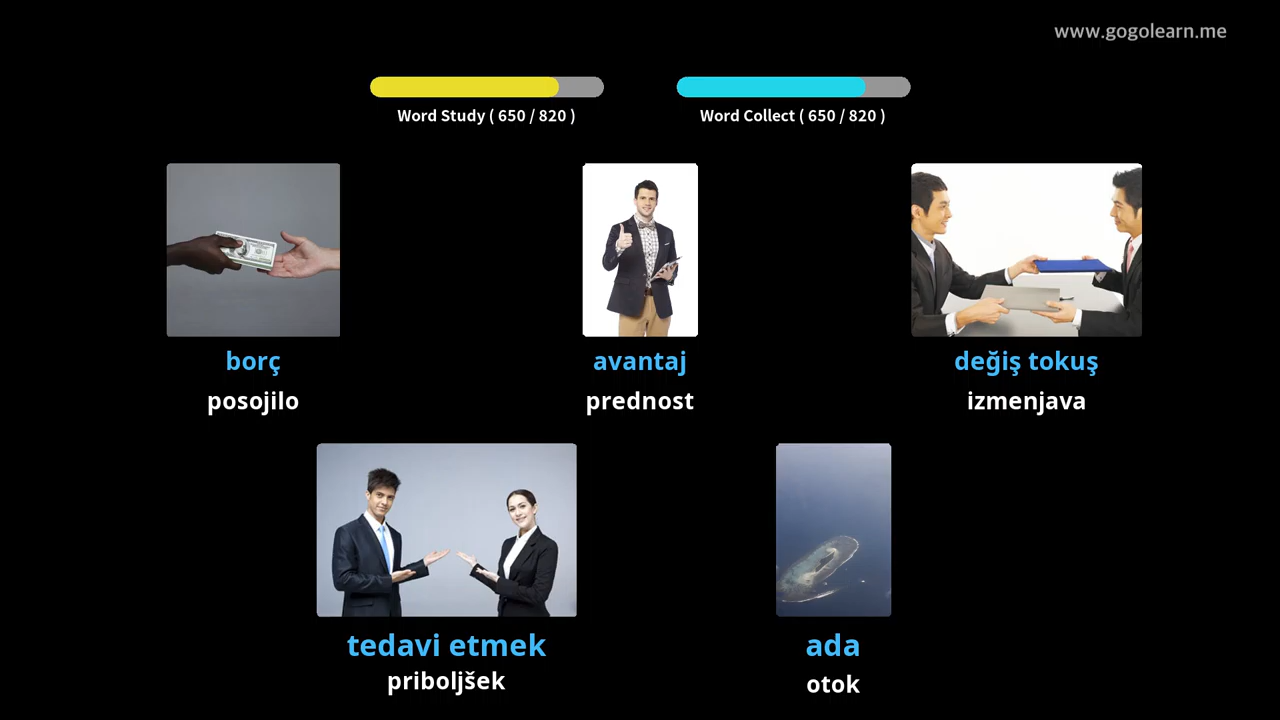 www.gogolearn.me
Word Study ( 650 / 820 )
Word Collect ( 650 / 820 )
borç
avantaj
değiş tokuş
posojilo
prednost
izmenjava
tedavi etmek
ada
priboljšek
otok